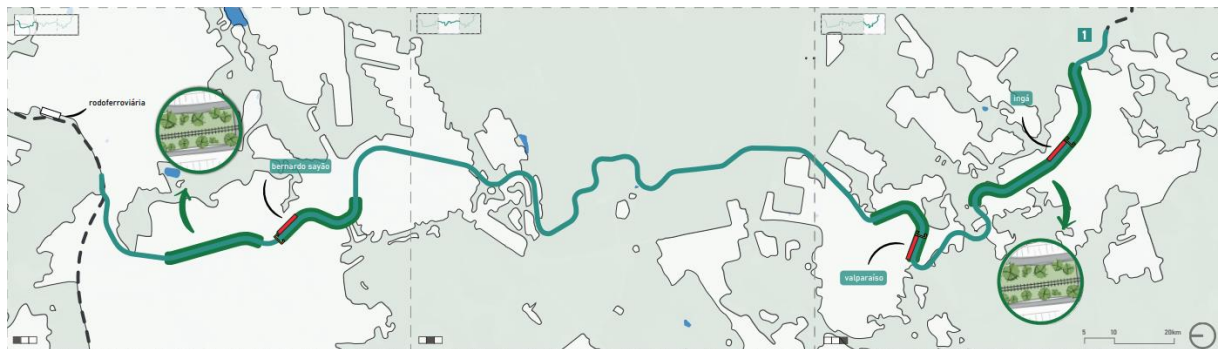 rodoferroviária
bernardo sayão
valparaíso
ingá
1
5
10
20km